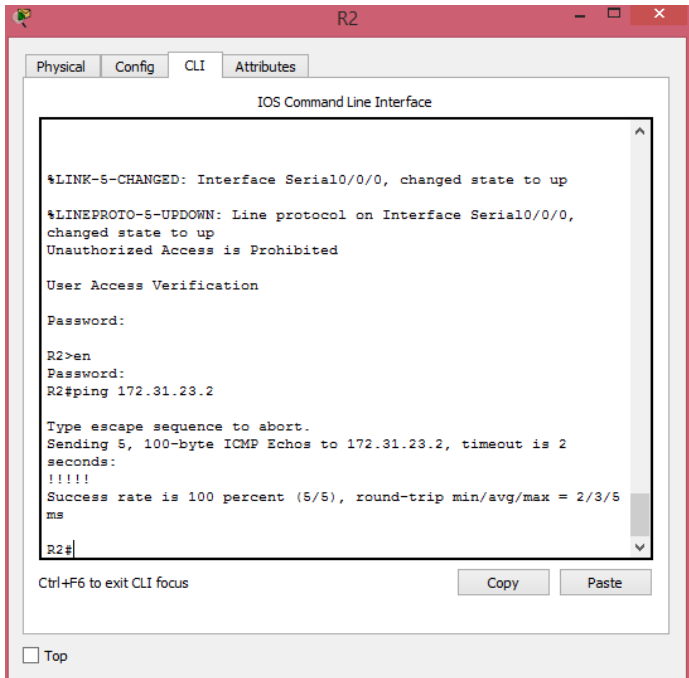 R2
Physical Config CLI Attributes
IOS Command Line Interface
%LINK-5-CHANGED: Interface Serial0/0/0, changed state to up
%LINEPROTO-5-UPDOWN: Line protocol on Interface Serial0/0/0,
changed state to up
Unauthorized Access is Prohibited
User Access Verification
Password:
R2>en
Password:
R2#ping 172.31.23.2
Type escape sequence to abort.
Sending 5, 100-byte ICMP Echos to 172.31.23.2, timeout is 2
seconds:
!!!!!
Success rate is 100 percent (5/5), round-trip min/avg/max = 2/3/5
ms
R2#
Ctrl+F6 to exit CLI focus
Copy Paste
Top